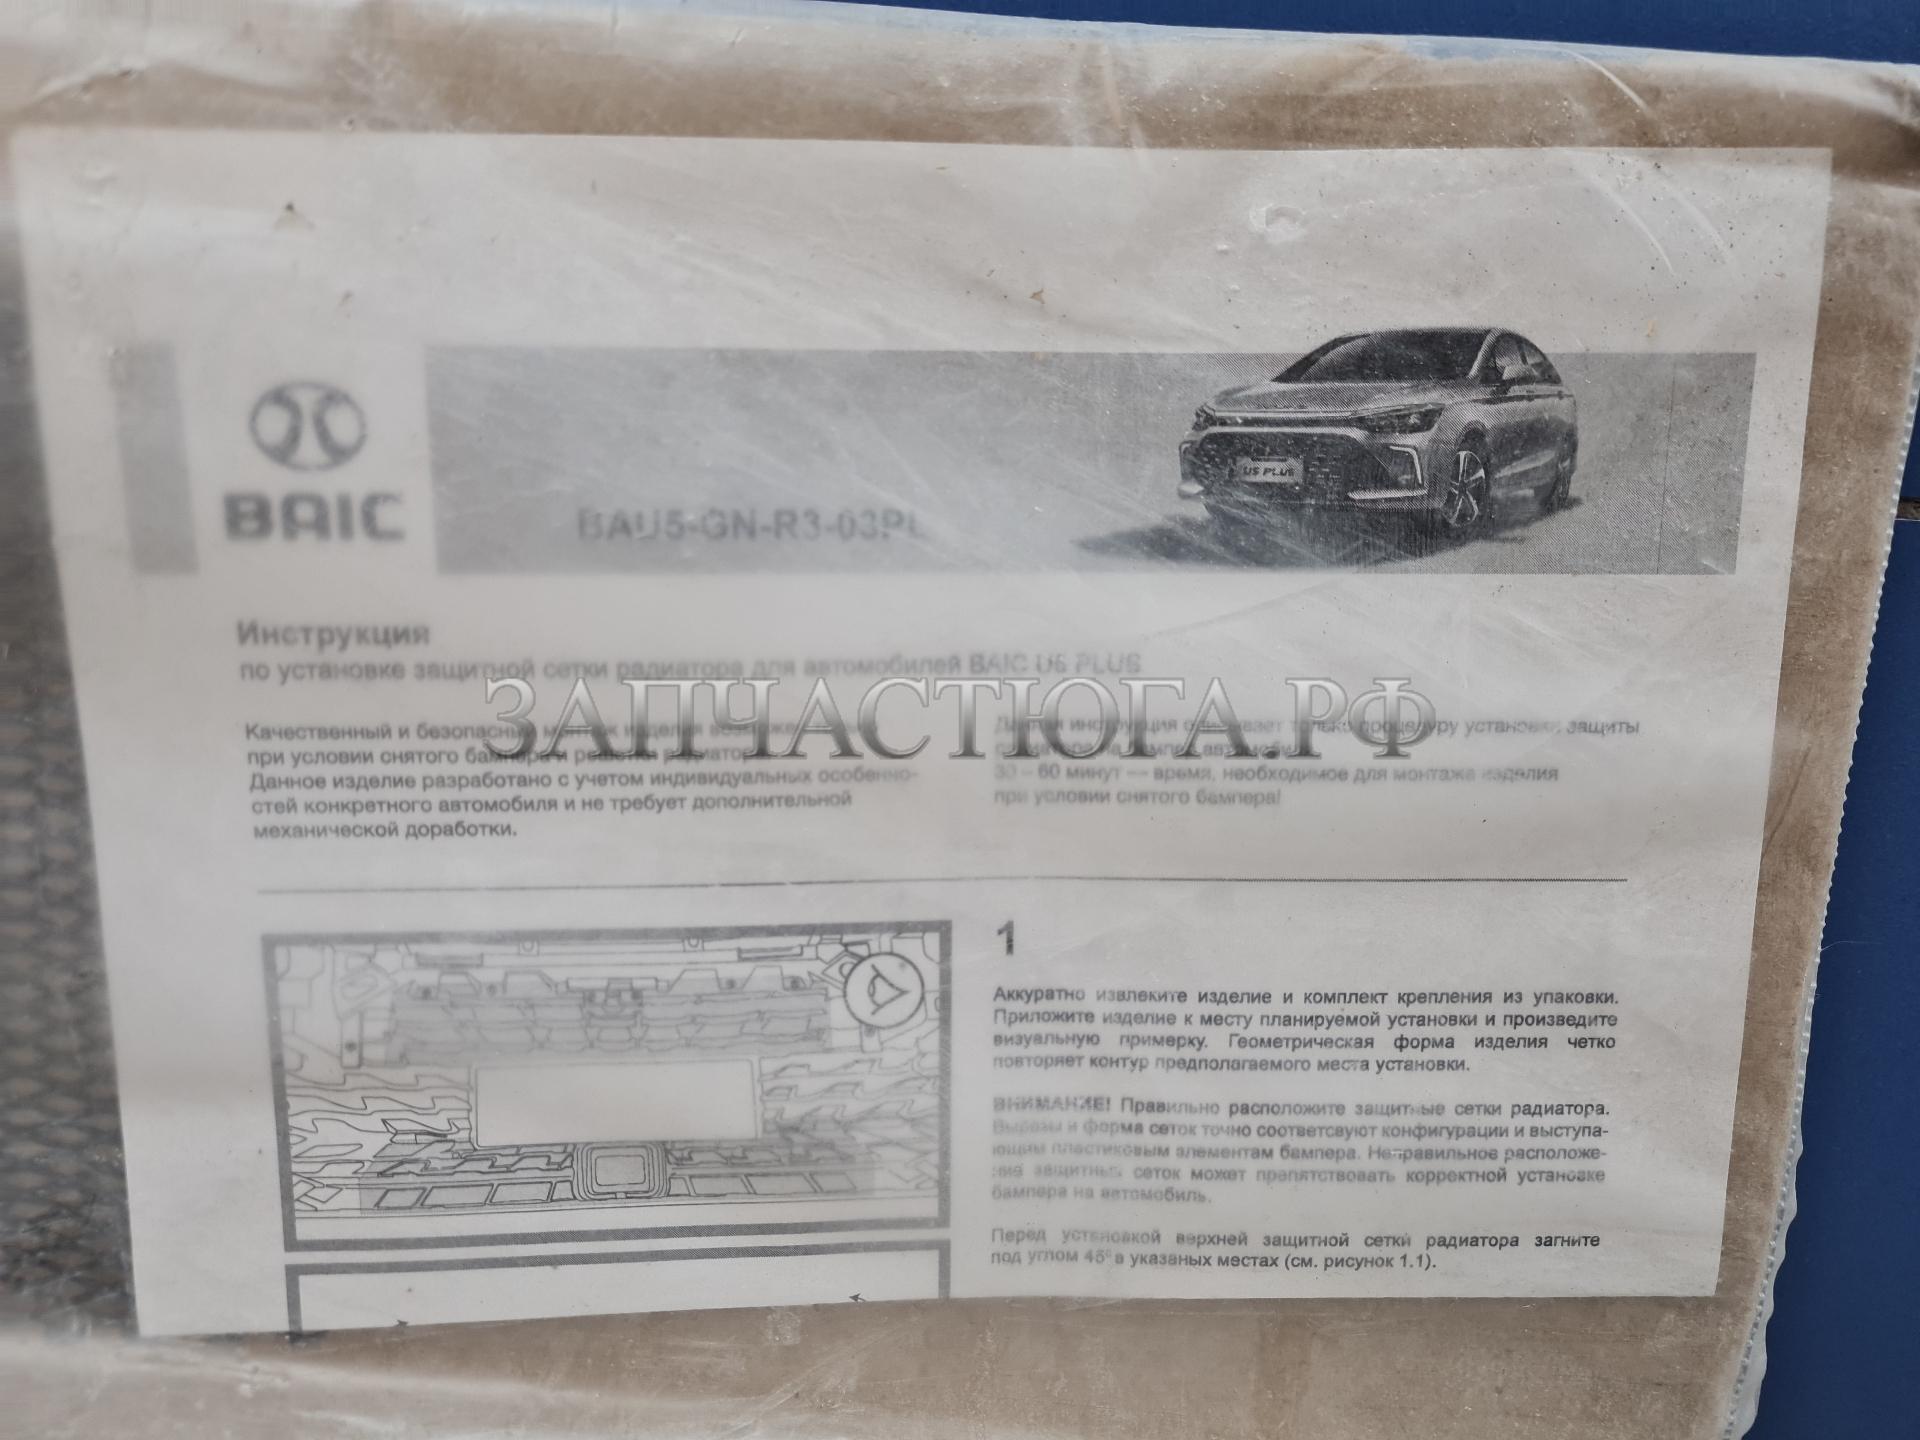 BAIC
BAU5-GN-R3-03PL
U5 PLUS
Инструкция
по установке защитной сетки радиатора для автомобилей BAIC U5 PLUS
ЗАПЧАСТЮГА.РФ
Качественный и безопасный монтаж изделия
при условии снятого бампера и решетки радиатора.
Данное изделие разработано с учетом индивидуальных особенно-
стей конкретного автомобиля и не требует дополнительной
механической доработки.
Данная инструкция описывает только процедуру установки защиты
радиатора на бампер автомобиля.
30 – 60 минут — время, необходимое для монтажа изделия
при условии снятого бампера!
1
Аккуратно извлеките изделие и комплект крепления из упаковки.
Приложите изделие к месту планируемой установки и произведите
визуальную примерку. Геометрическая форма изделия четко
повторяет контур предполагаемого места установки.
ВНИМАНИЕ! Правильно расположите защитные сетки радиатора.
Вырезы и форма сеток точно соответсвуют конфигурации и выступа-
ющим пластиковым элементам бампера. Неправильное расположе-
ние защитных сеток может препятствовать корректной установке
бампера на автомобиль.
Перед установкой верхней защитной сетки радиатора загните
под углом 45° в указаных местах (см. рисунок 1.1).